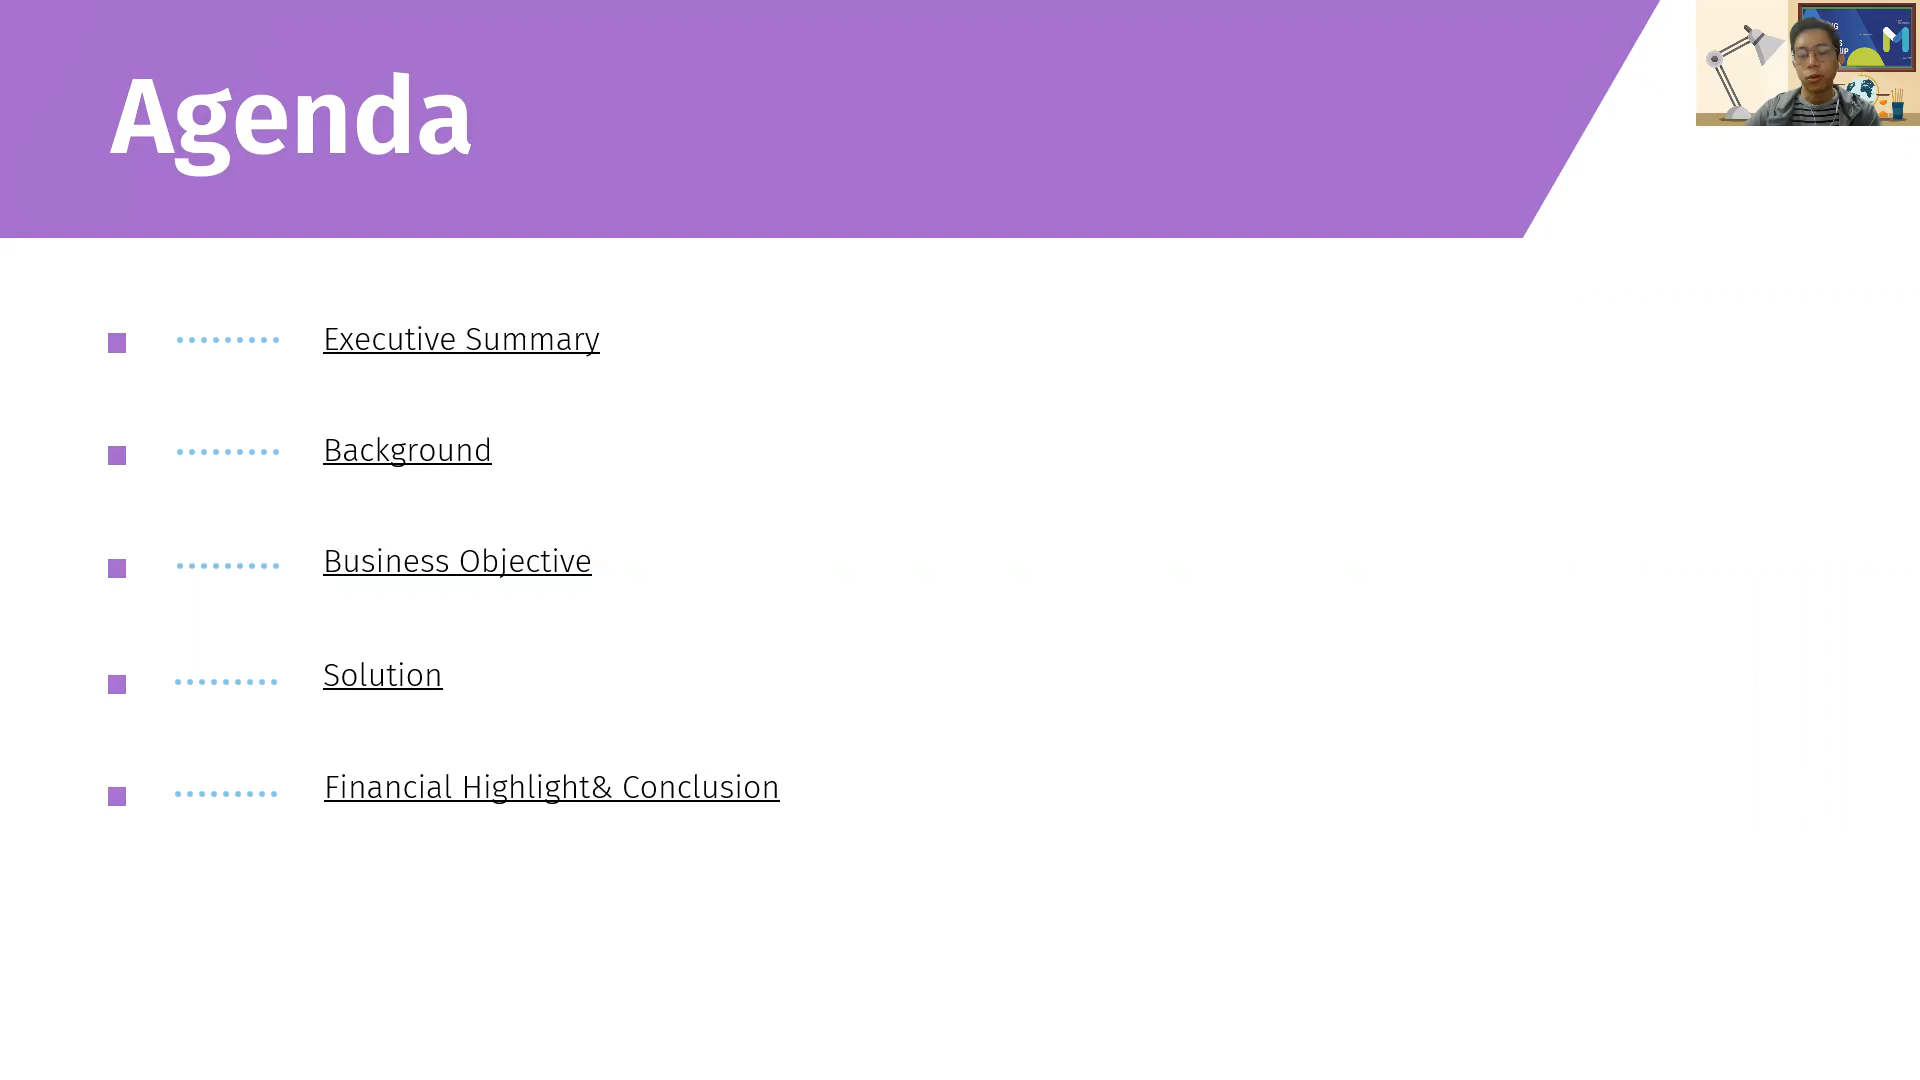 Agenda
Executive Summary
Background
Business Objective
Solution
Financial Highlight& Conclusion